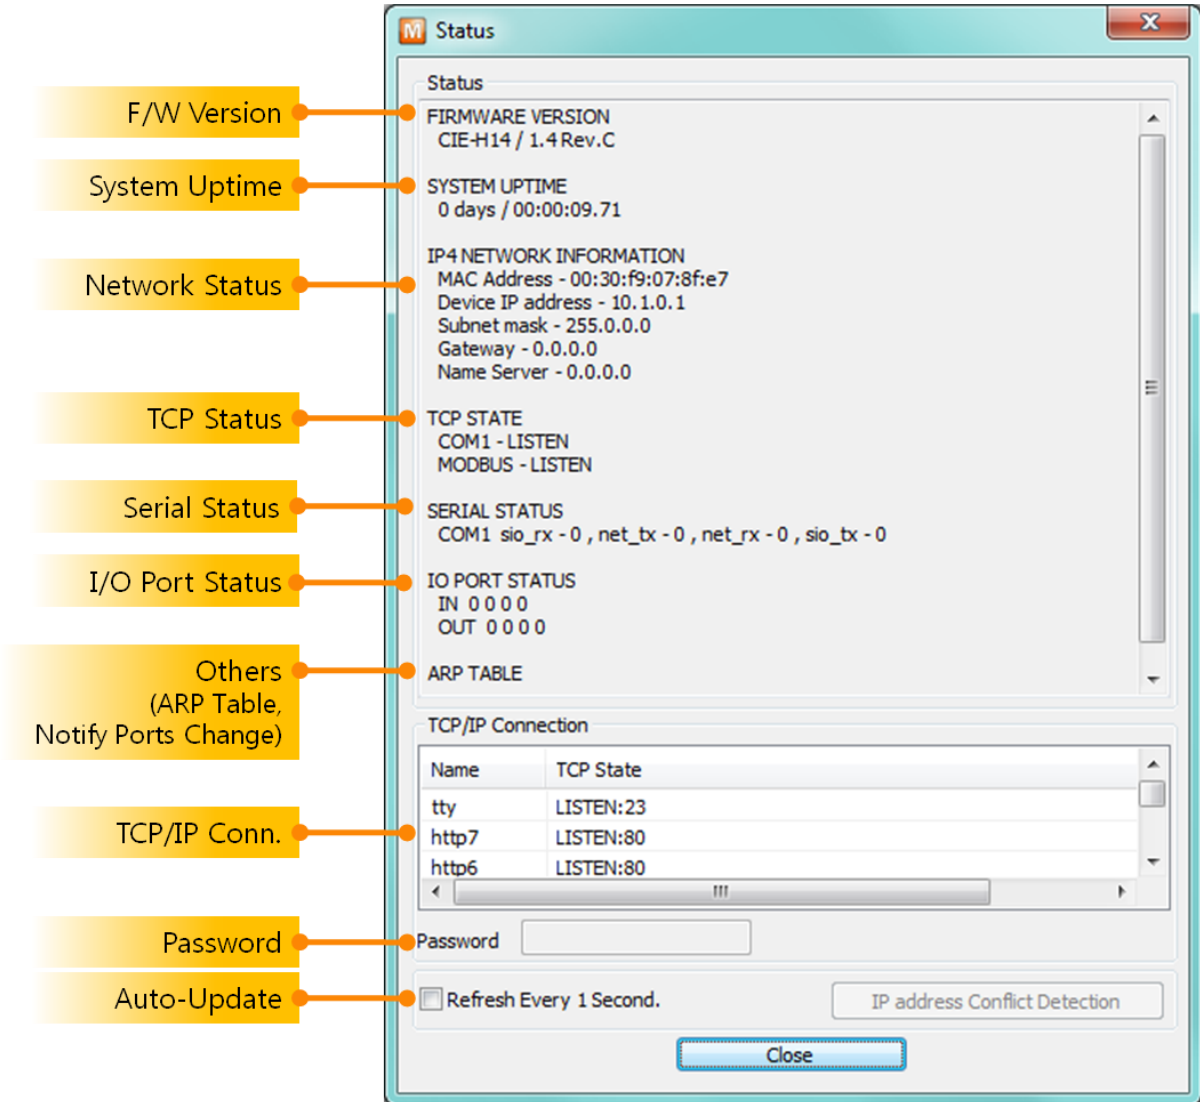 M Status
Status
F/W Version
FIRMWARE VERSION
CIE-H14 / 1.4 Rev.C
System Uptime
SYSTEM UPTIME
0 days / 00:00:09.71
Network Status
IP4 NETWORK INFORMATION
MAC Address - 00:30:f9:07:8f:e7
Device IP address - 10.1.0.1
Subnet mask - 255.0.0.0
Gateway - 0.0.0.0
Name Server - 0.0.0.0
TCP Status
TCP STATE
COM1 - LISTEN
MODBUS - LISTEN
Serial Status
SERIAL STATUS
COM1 sio_rx - 0 , net_tx - 0 , net_rx - 0 , sio_tx - 0
I/O Port Status
IO PORT STATUS
IN 0 0 0 0
OUT 0 0 0 0
Others
(ARP Table,
Notify Ports Change)
ARP TABLE
TCP/IP Connection
Name TCP State
tty LISTEN:23
TCP/IP Conn.
http7 LISTEN:80
http6 LISTEN:80
Password
Password
Auto-Update
Refresh Every 1 Second.
IP address Conflict Detection
Close